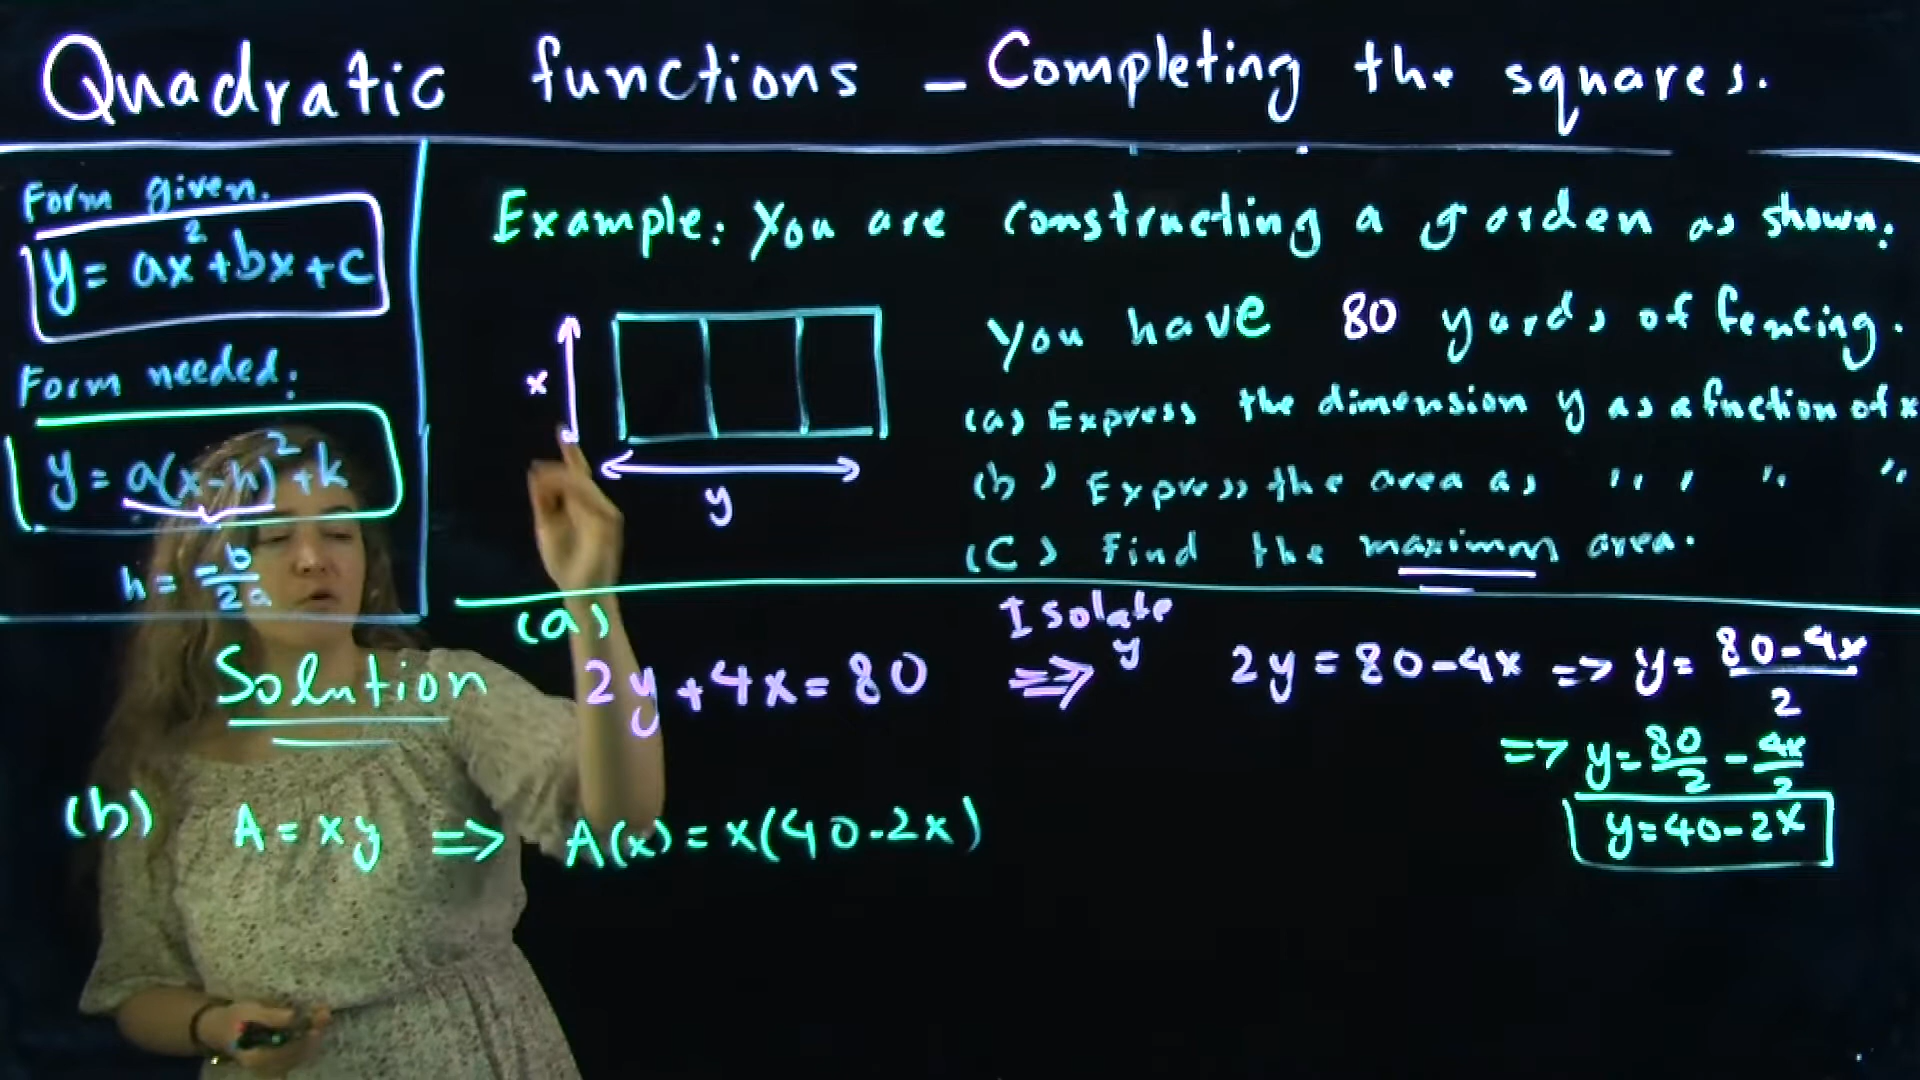 Quadratic functions - Completing the squares.
Form given.
y = ax² + bx + c
Form needed:
y = a(x-h)² + k
h = -b/2a
Example: You are constructing a garden as shown.
You have 80 yards of fencing.
(a) Express the dimension y as a fnction of x
(b) Express the area as " " "
(c) Find the maximum area.
x
y
Solution
(a)
2y + 4x = 80 => Isolate y 2y = 80 - 4x => y = (80 - 4x)/2
=> y = 80/2 - 4x/2
y = 40 - 2x
(b) A = xy => A(x) = x(40 - 2x)